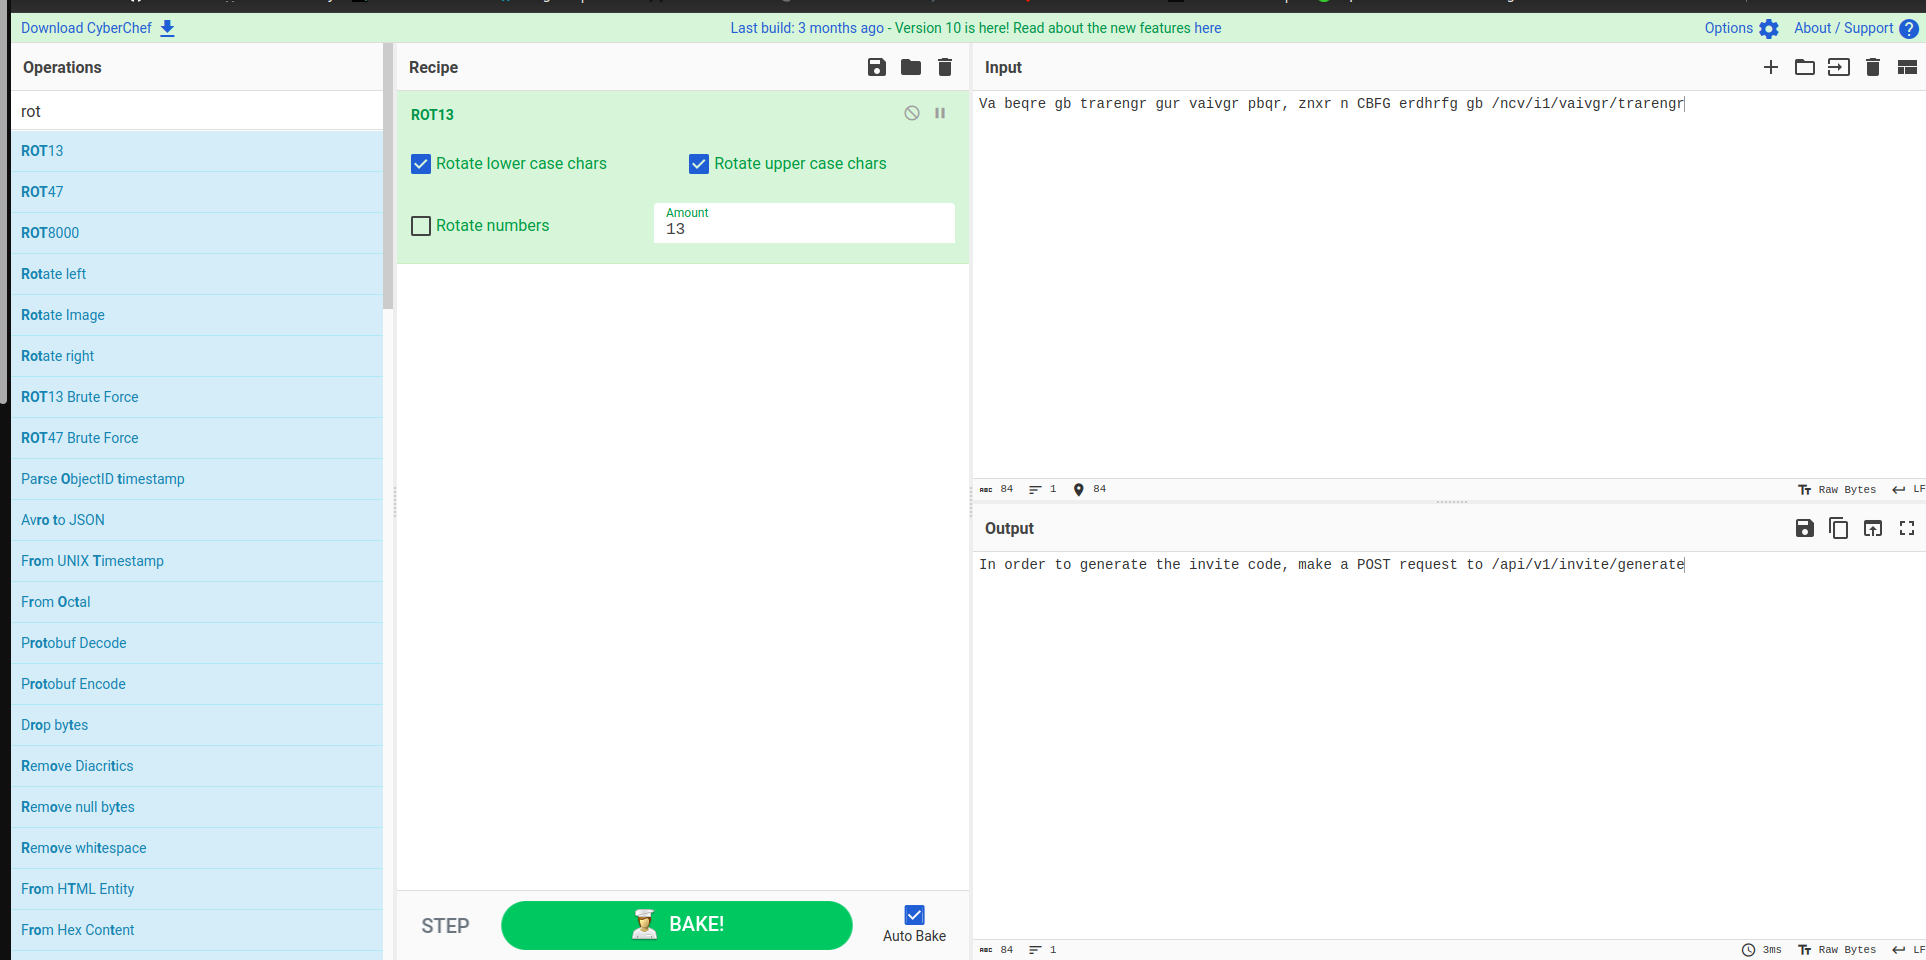 Download CyberChef
Last build: 3 months ago - Version 10 is here! Read about the new features here
Options
About / Support
Operations
rot
ROT13
ROT47
ROT8000
Rotate left
Rotate Image
Rotate right
ROT13 Brute Force
ROT47 Brute Force
Parse ObjectID timestamp
Avro to JSON
From UNIX Timestamp
From Octal
Protobuf Decode
Protobuf Encode
Drop bytes
Remove Diacritics
Remove null bytes
Remove whitespace
From HTML Entity
From Hex Content
Recipe
ROT13
Rotate lower case chars
Rotate upper case chars
Rotate numbers
Amount
13
STEP
BAKE!
Auto Bake
Input
Va beqre gb trarengr gur vaivgr pbqr, znxr n CBFG erdhrfg gb /ncv/i1/vaivgr/trarengr
ABC 84 1 84
Raw Bytes LF
Output
In order to generate the invite code, make a POST request to /api/v1/invite/generate
ABC 84 1
3ms Raw Bytes LF